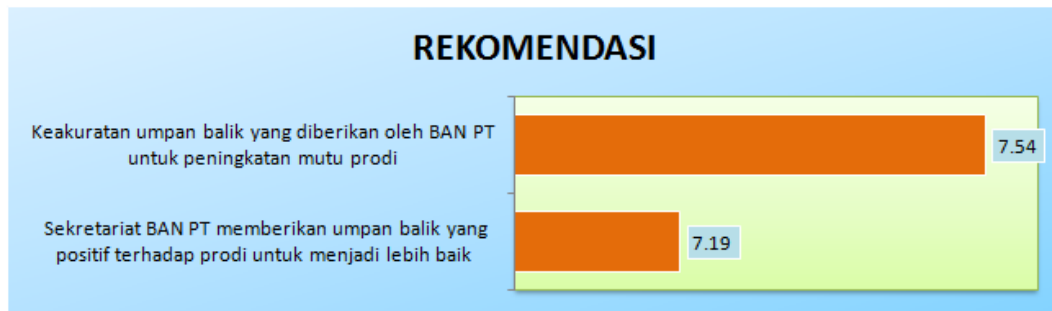 REKOMENDASI
Keakuratan umpan balik yang diberikan oleh BAN PT
untuk peningkatan mutu prodi
7.54
Sekretariat BAN PT memberikan umpan balik yang
positif terhadap prodi untuk menjadi lebih baik
7.19